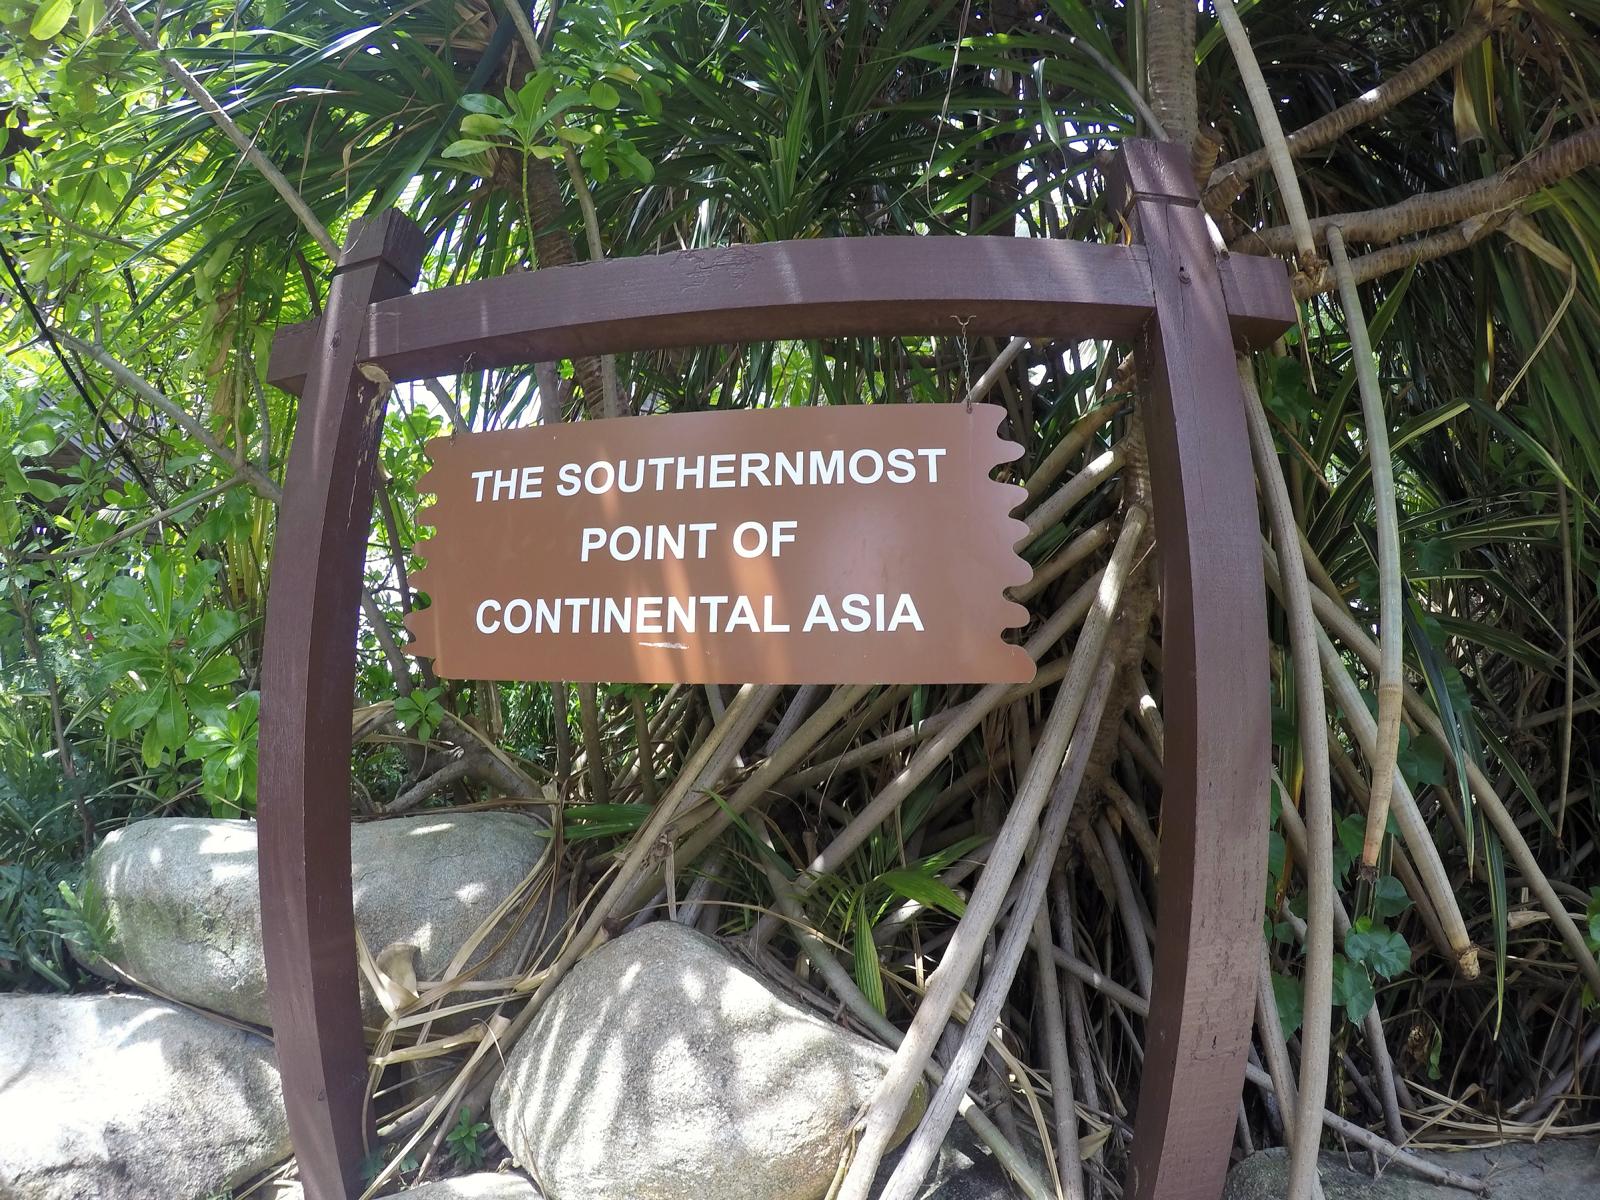 THE SOUTHERNMOST
POINT OF
CONTINENTAL ASIA